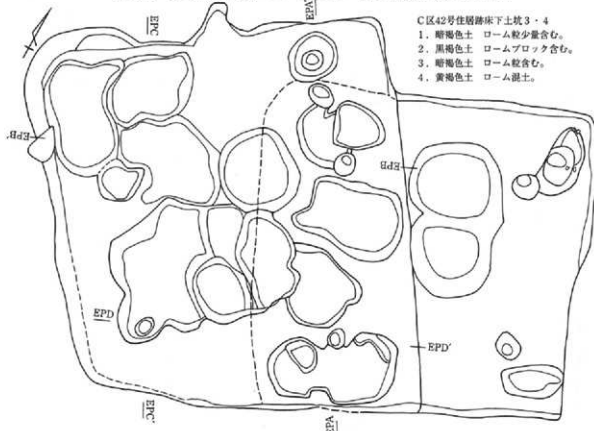 C区42号住居跡床下土坑3・4
1．暗褐色土　ローム粒少量含む。
2．黒褐色土　ロームブロック含む。
3．暗褐色土　ローム粒含む。
4．黄褐色土　ローム混土。
EPA'
EPC
EPB'
EPB
EPD
EPD'
EPC'
EPA